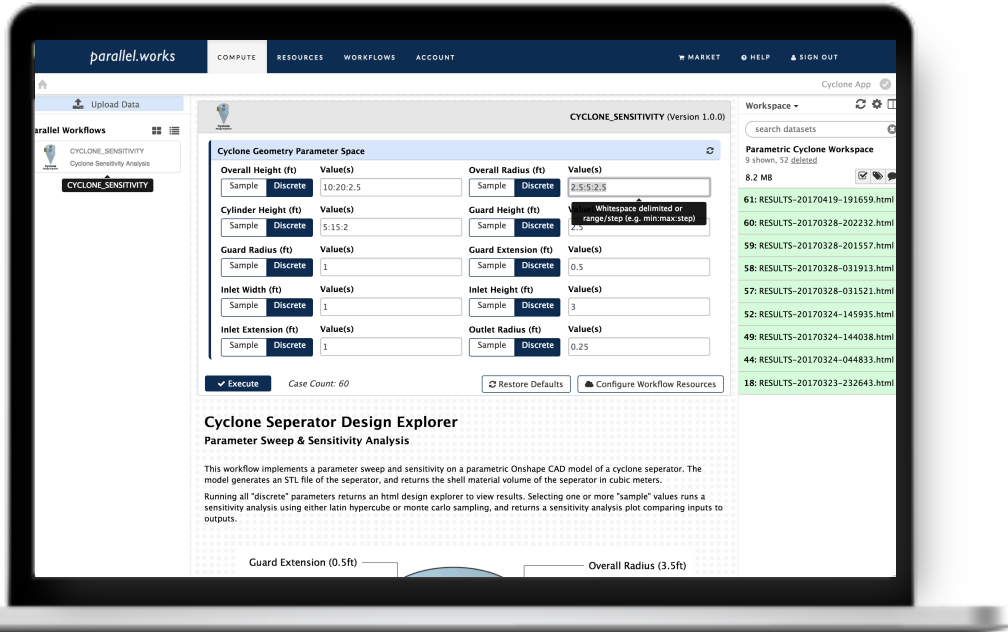 parallel.works
COMPUTE
RESOURCES
WORKFLOWS
ACCOUNT
MARKET
HELP
SIGN OUT
Cyclone App
Upload Data
arallel Workflows
CYCLONE_SENSITIVITY
Cyclone Sensitivity Analysis
CYCLONE_SENSITIVITY
CYCLONE_SENSITIVITY (Version 1.0.0)
Cyclone Geometry Parameter Space
Overall Height (ft) Value(s)
Sample Discrete 10:20:2.5
Overall Radius (ft) Value(s)
Sample Discrete 2.5:5:2.5
Whitespace delimited or
range/step (e.g. min:max:step)
Cylinder Height (ft) Value(s)
Sample Discrete 5:15:2
Guard Height (ft)
Sample Discrete 2.5
Guard Radius (ft) Value(s)
Sample Discrete 1
Guard Extension (ft) Value(s)
Sample Discrete 0.5
Inlet Width (ft) Value(s)
Sample Discrete 1
Inlet Height (ft) Value(s)
Sample Discrete 3
Inlet Extension (ft) Value(s)
Sample Discrete 1
Outlet Radius (ft) Value(s)
Sample Discrete 0.25
Execute
Case Count: 60
Restore Defaults
Configure Workflow Resources
Cyclone Seperator Design Explorer
Parameter Sweep & Sensitivity Analysis
This workflow implements a parameter sweep and sensitivity on a parametric Onshape CAD model of a cyclone seperator. The
model generates an STL file of the seperator, and returns the shell material volume of the seperator in cubic meters.
Running all "discrete" parameters returns an html design explorer to view results. Selecting one or more "sample" values runs a
sensitivity analysis using either latin hypercube or monte carlo sampling, and returns a sensitivity analysis plot comparing inputs to
outputs.
Guard Extension (0.5ft)
Overall Radius (3.5ft)
Workspace
search datasets
Parametric Cyclone Workspace
9 shown, 52 deleted
8.2 MB
61: RESULTS-20170419-191659.html
60: RESULTS-20170328-202232.html
59: RESULTS-20170328-201557.html
58: RESULTS-20170328-031913.html
57: RESULTS-20170328-031521.html
52: RESULTS-20170324-145935.html
49: RESULTS-20170324-144038.html
44: RESULTS-20170324-044833.html
18: RESULTS-20170323-232643.html